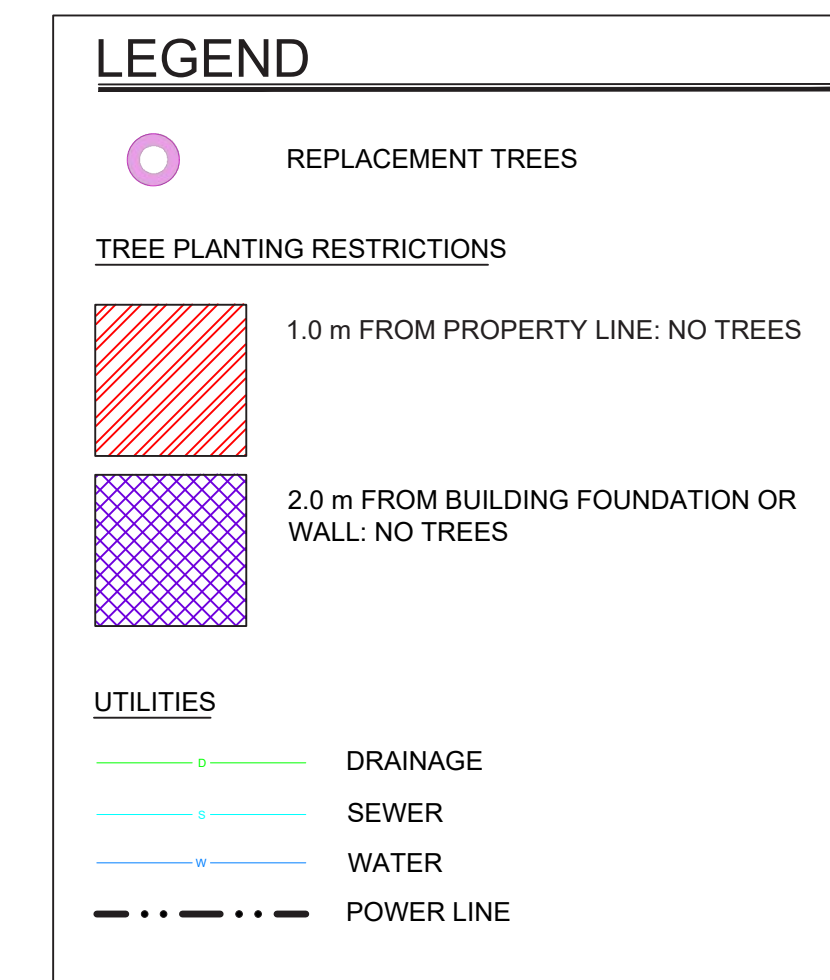 LEGEND
REPLACEMENT TREES
TREE PLANTING RESTRICTIONS
1.0 m FROM PROPERTY LINE: NO TREES
2.0 m FROM BUILDING FOUNDATION OR
WALL: NO TREES
UTILITIES
D DRAINAGE
S SEWER
W WATER
POWER LINE